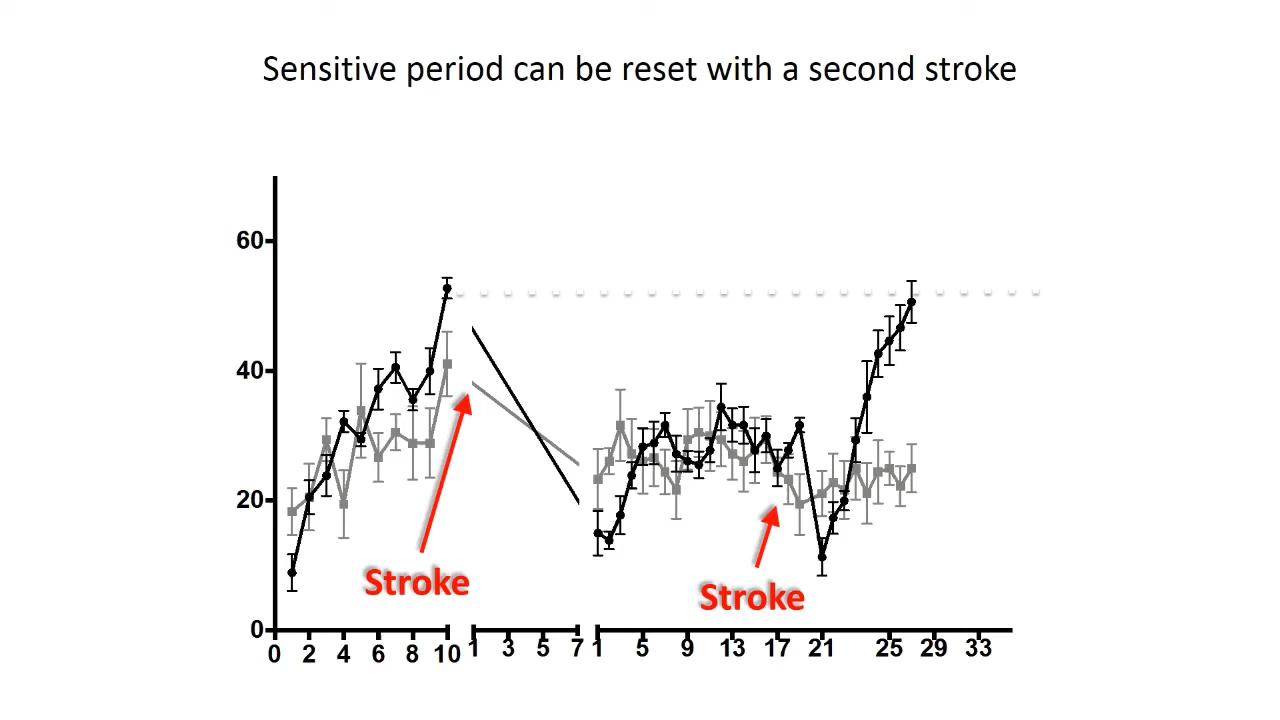 Sensitive period can be reset with a second stroke
60
40
20
0
Stroke
Stroke
0 2 4 6 8 10 1 3 5 7 1 5 9 13 17 21 25 29 33